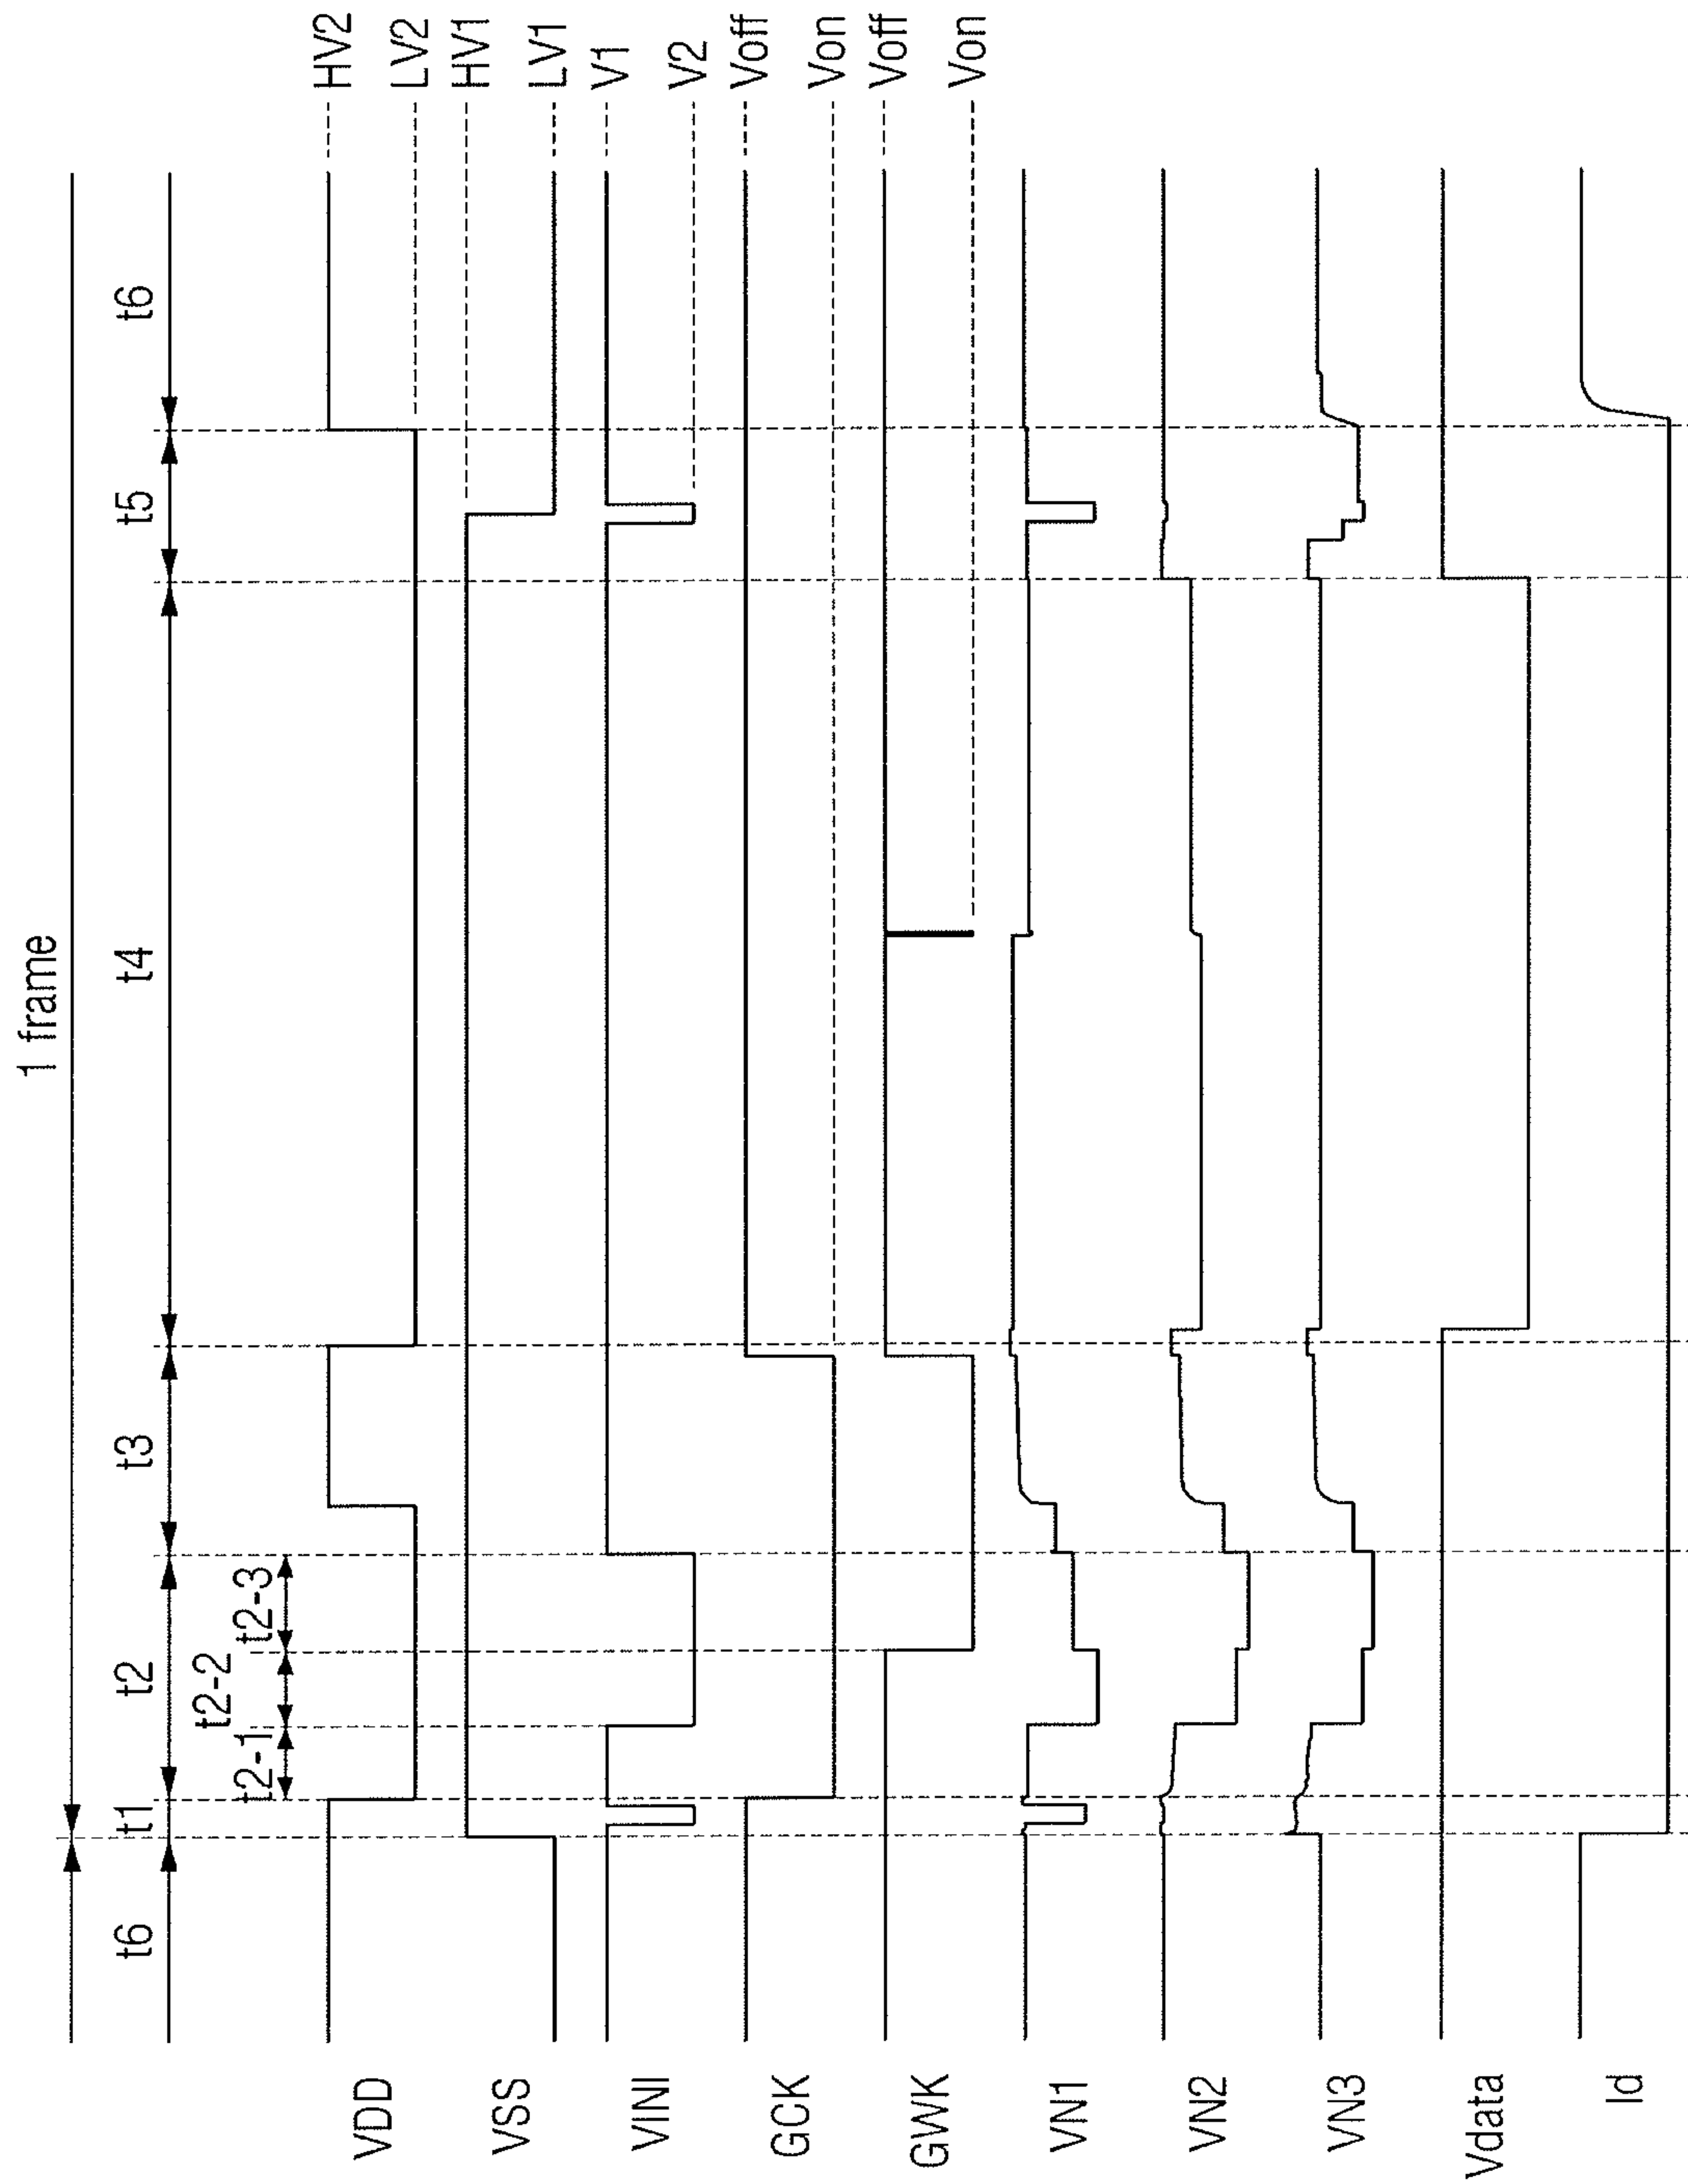 1 frame
t6
t1
t2
t3
t4
t5
t6
t2-1
t2-2
t2-3
VDD
HV2
LV2
VSS
HV1
LV1
VINI
V1
V2
GCK
Voff
Von
GWK
Voff
Von
VN1
VN2
VN3
Vdata
Id